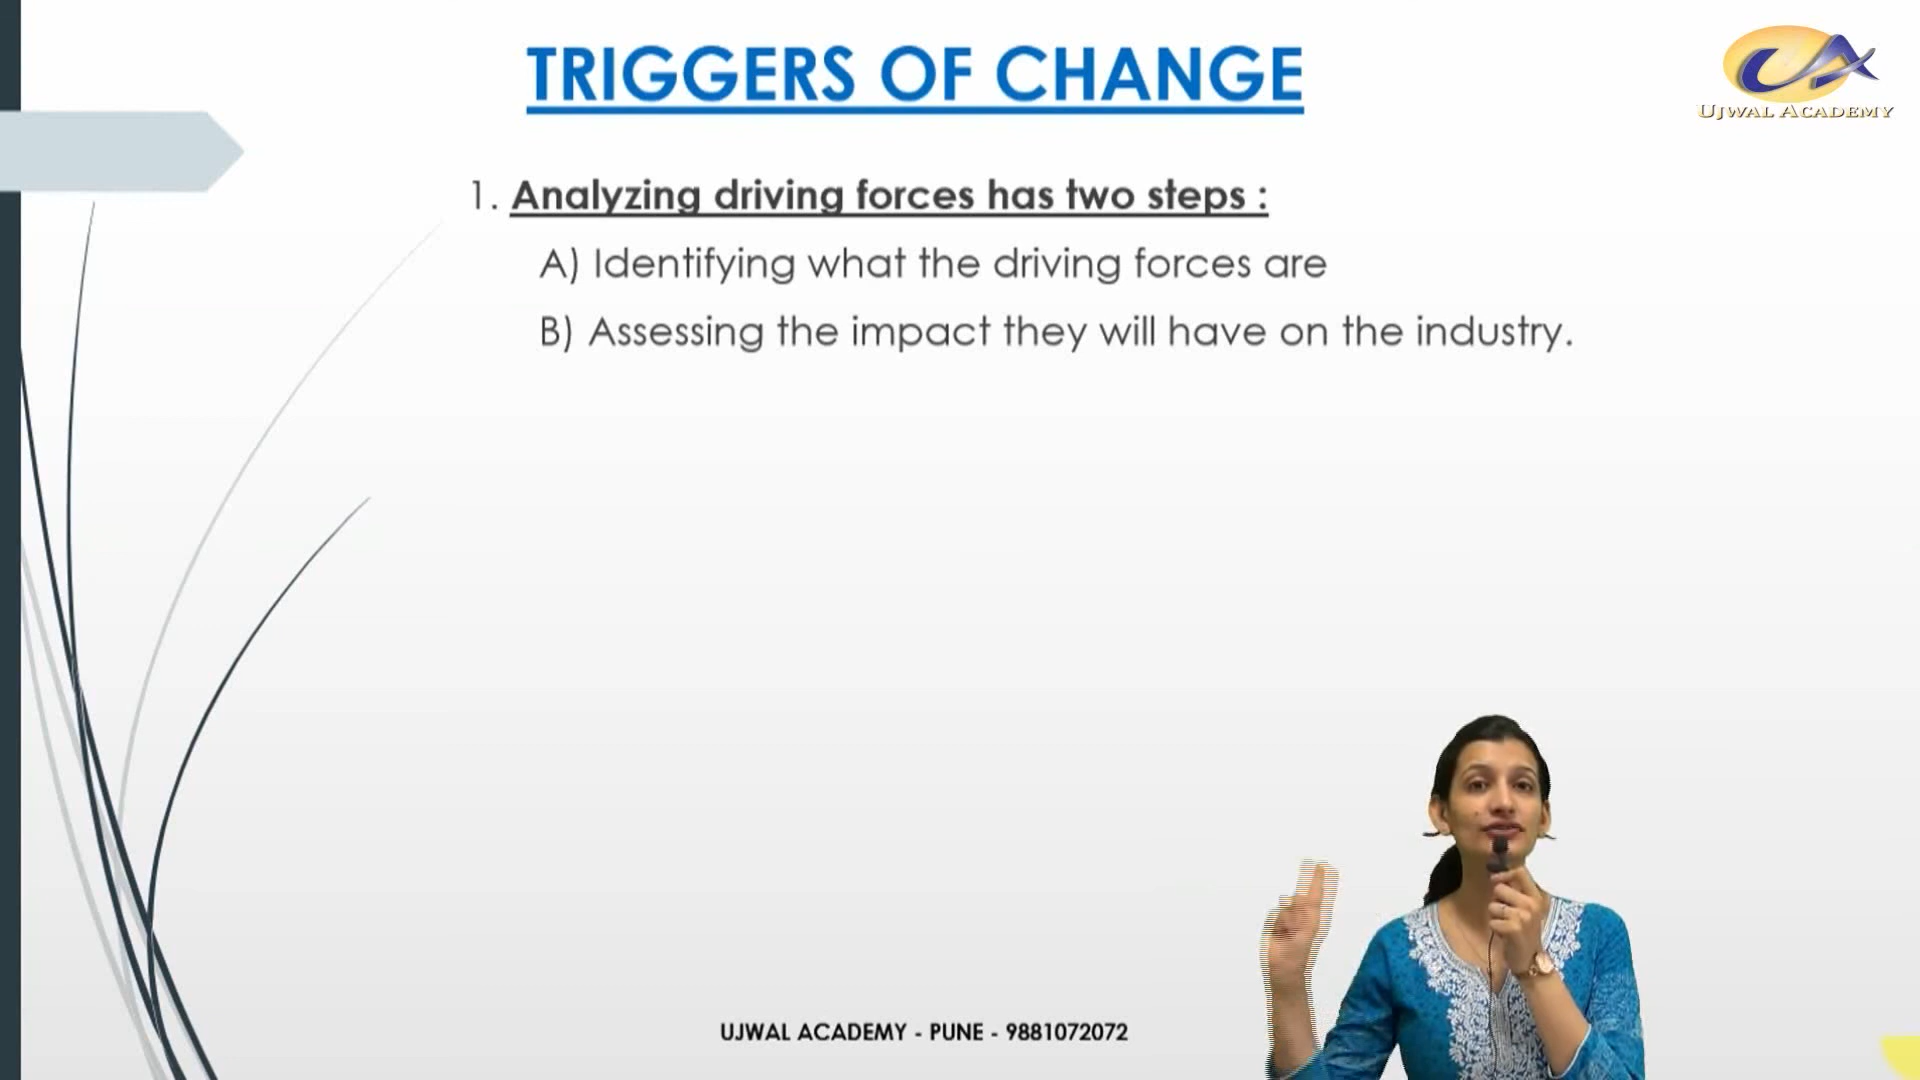 TRIGGERS OF CHANGE
UJWAL ACADEMY
1. Analyzing driving forces has two steps :
A) Identifying what the driving forces are
B) Assessing the impact they will have on the industry.
UJWAL ACADEMY - PUNE - 9881072072